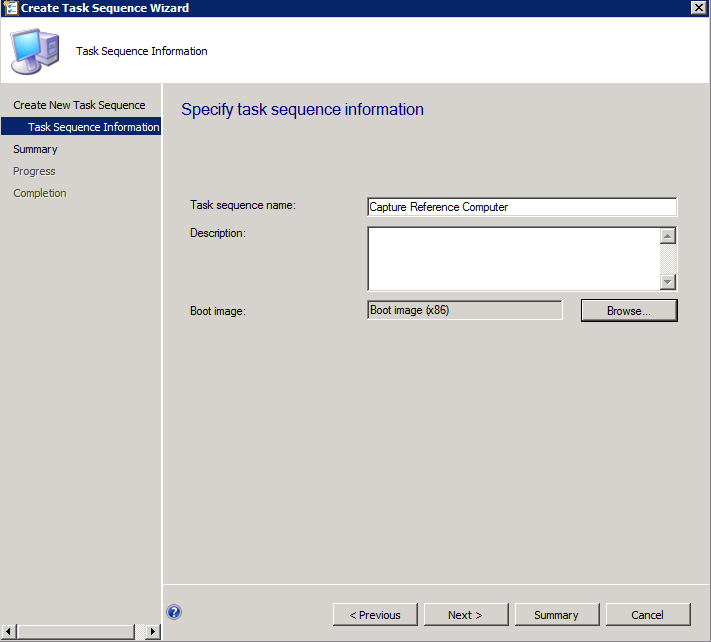 Create Task Sequence Wizard
Task Sequence Information
Create New Task Sequence
Task Sequence Information
Summary
Progress
Completion
Specify task sequence information
Task sequence name:
Capture Reference Computer
Description:
Boot image:
Boot image (x86)
Browse...
?
< Previous
Next >
Summary
Cancel